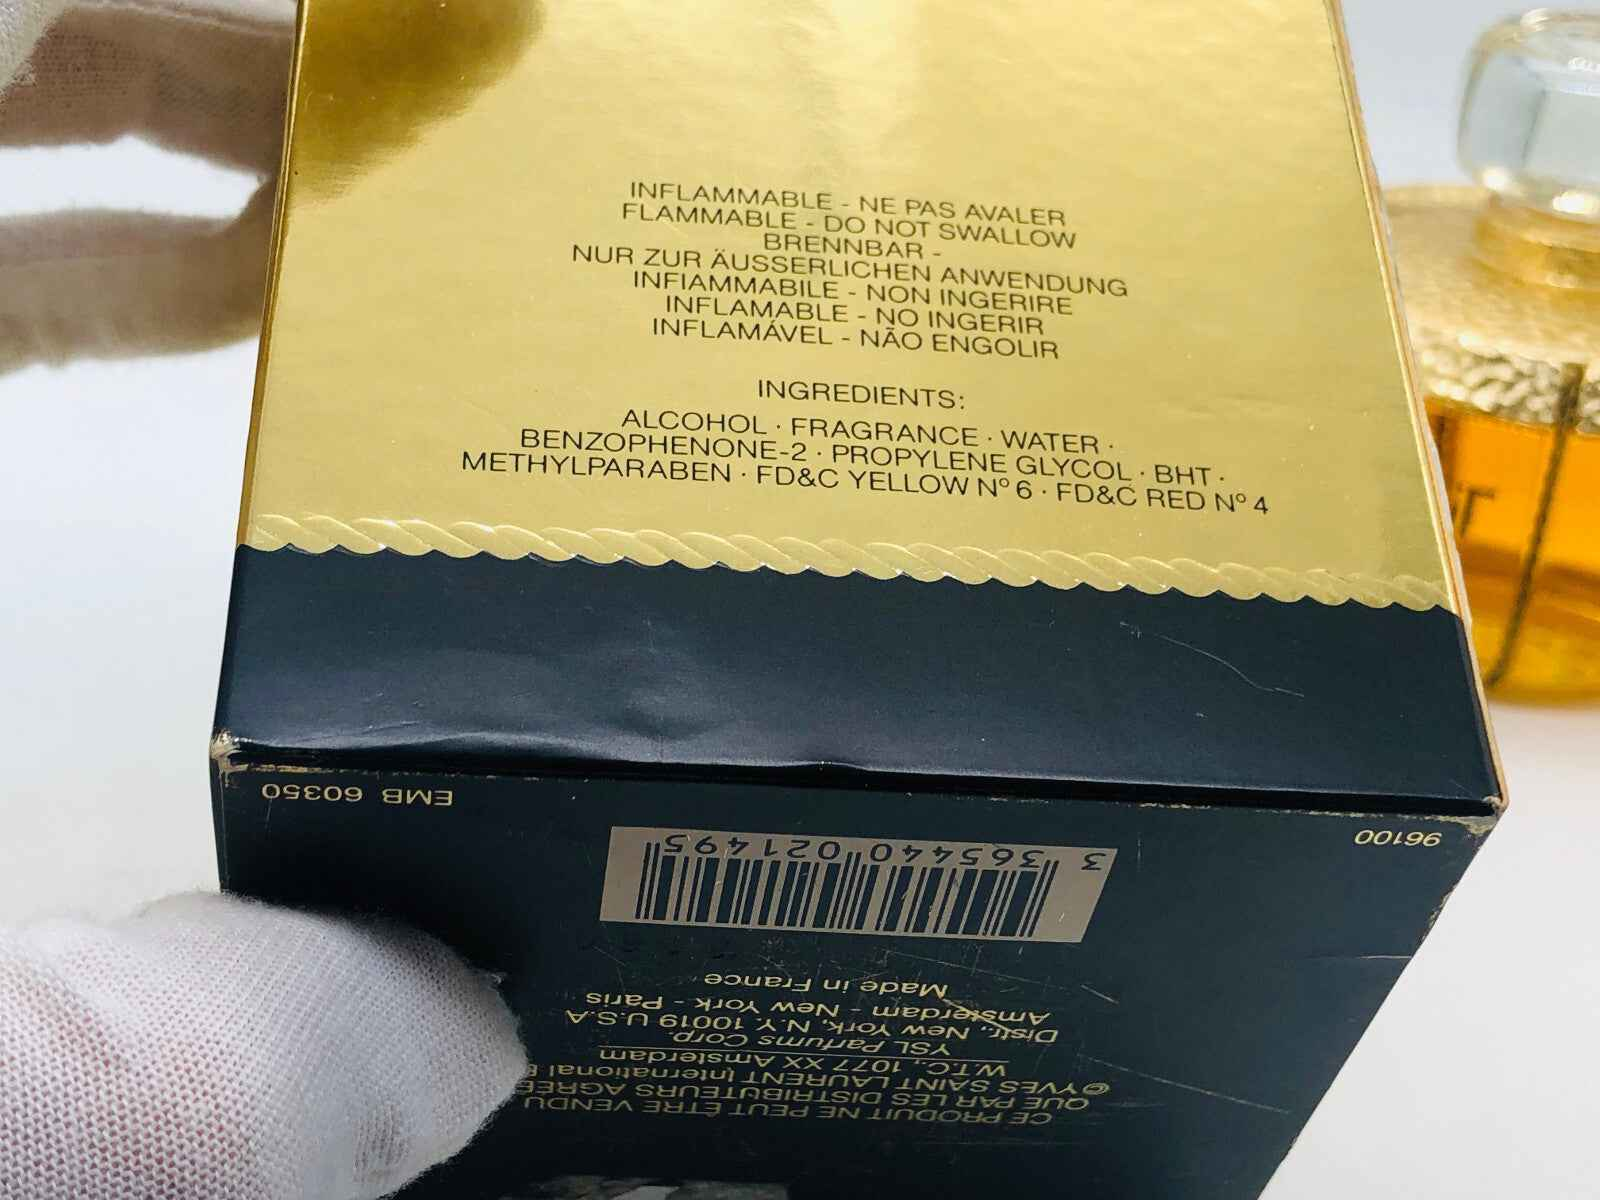 INFLAMMABLE - NE PAS AVALER
FLAMMABLE - DO NOT SWALLOW
BRENNBAR -
NUR ZUR ÄUSSERLICHEN ANWENDUNG
INFIAMMABILE - NON INGERIRE
INFLAMABLE - NO INGERIR
INFLAMÁVEL - NÃO ENGOLIR
INGREDIENTS:
ALCOHOL · FRAGRANCE · WATER ·
BENZOPHENONE-2 · PROPYLENE GLYCOL · BHT ·
METHYLPARABEN · FD&C YELLOW Nº 6 · FD&C RED Nº 4
CE PRODUIT NE PEUT ÊTRE VENDU
QUE PAR LES DISTRIBUTEURS AGRÉÉ
©YVES SAINT LAURENT International
W.T.C., 1077 XX Amsterdam
YSL Parfums Corp.
Distr., New York, N.Y. 10019 U.S.A
Amsterdam - New York - Paris
Made in France
3 365440 021495
96100
EMB 60350